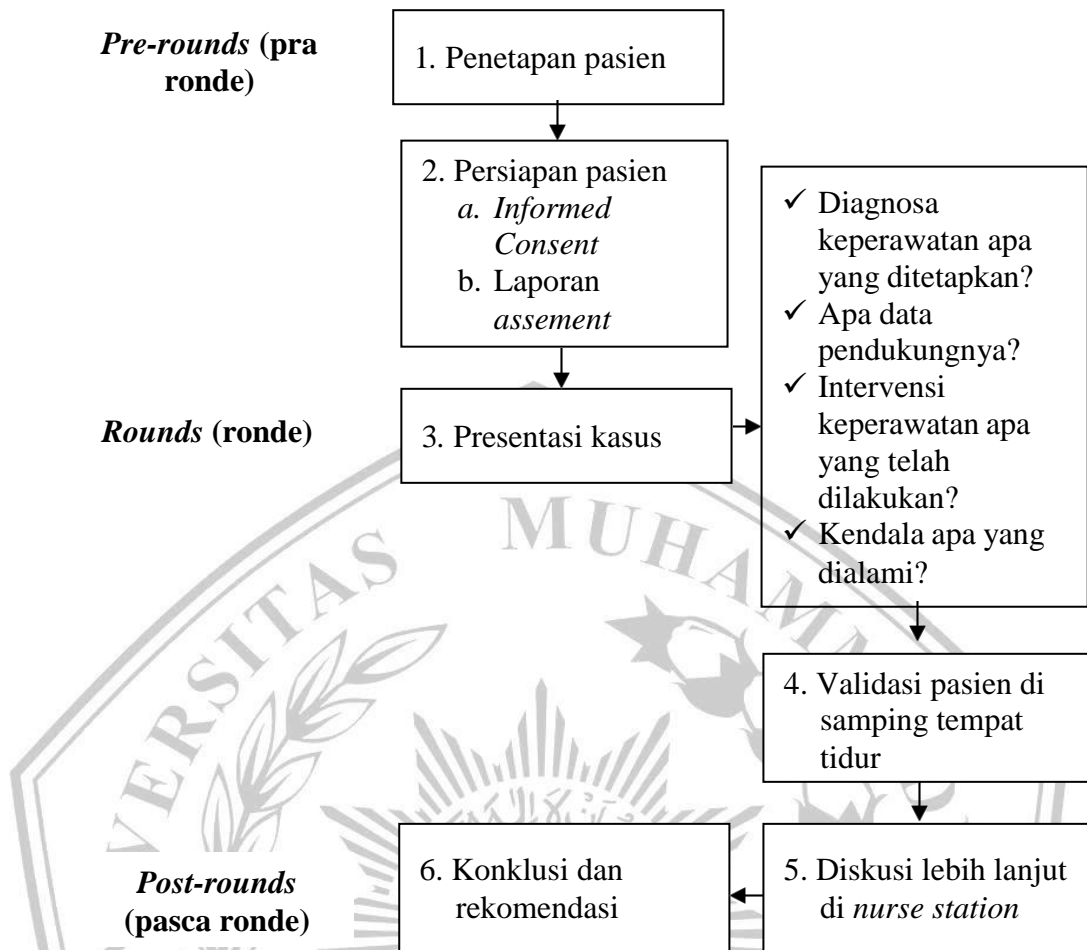 Pre-rounds (pra
ronde)
1. Penetapan pasien
2. Persiapan pasien
a. Informed
Consent
b. Laporan
assement
Rounds (ronde)
3. Presentasi kasus
✓ Diagnosa
keperawatan apa
yang ditetapkan?
✓ Apa data
pendukungnya?
✓ Intervensi
keperawatan apa
yang telah
dilakukan?
✓ Kendala apa yang
dialami?
4. Validasi pasien di
samping tempat
tidur
5. Diskusi lebih lanjut
di nurse station
Post-rounds
(pasca ronde)
6. Konklusi dan
rekomendasi
VERSITAS MUHAMM